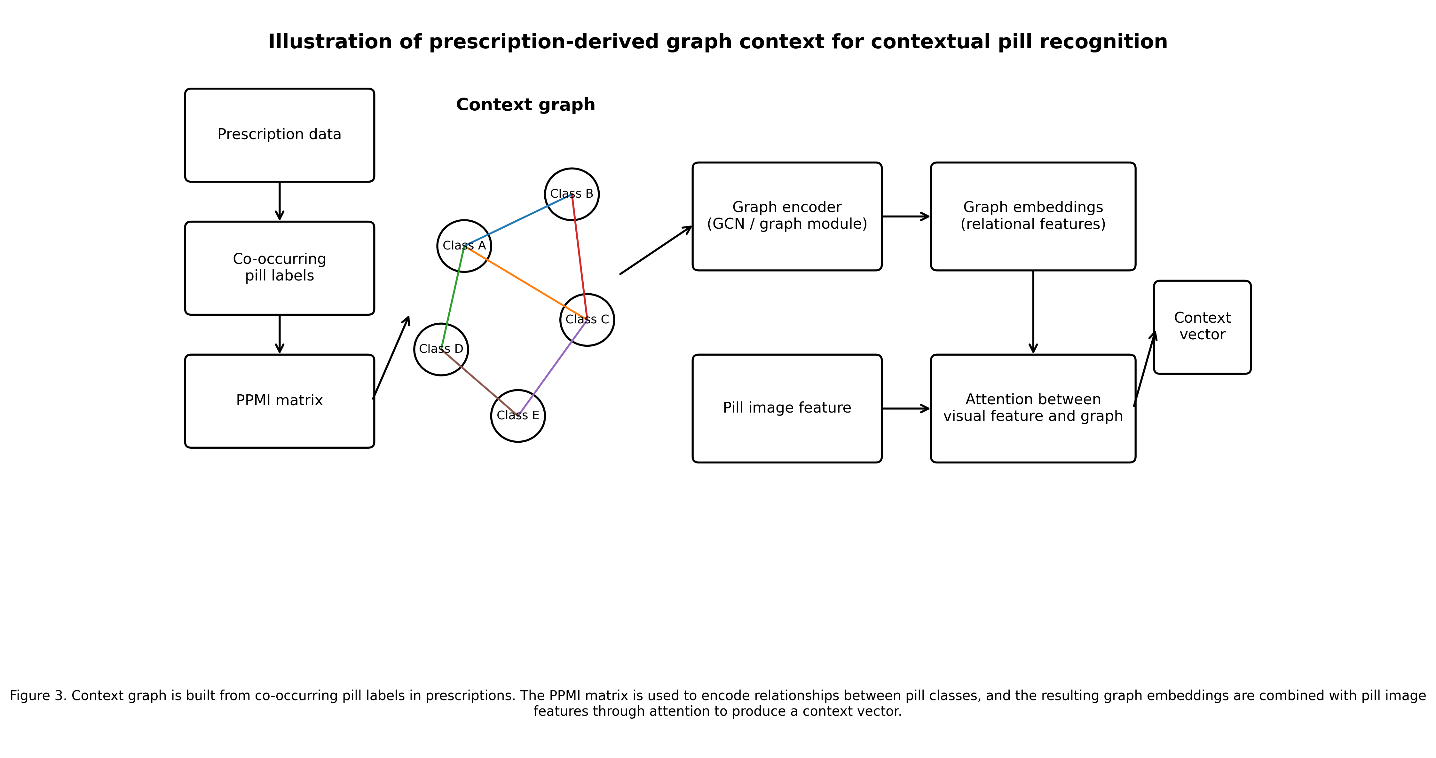 Illustration of prescription-derived graph context for contextual pill recognition
Context graph
Prescription data
Co-occurring
pill labels
PPMI matrix
Class B
Class A
Class C
Class D
Class E
Graph encoder
(GCN / graph module)
Graph embeddings
(relational features)
Pill image feature
Attention between
visual feature and graph
Context
vector
Figure 3. Context graph is built from co-occurring pill labels in prescriptions. The PPMI matrix is used to encode relationships between pill classes, and the resulting graph embeddings are combined with pill image
features through attention to produce a context vector.